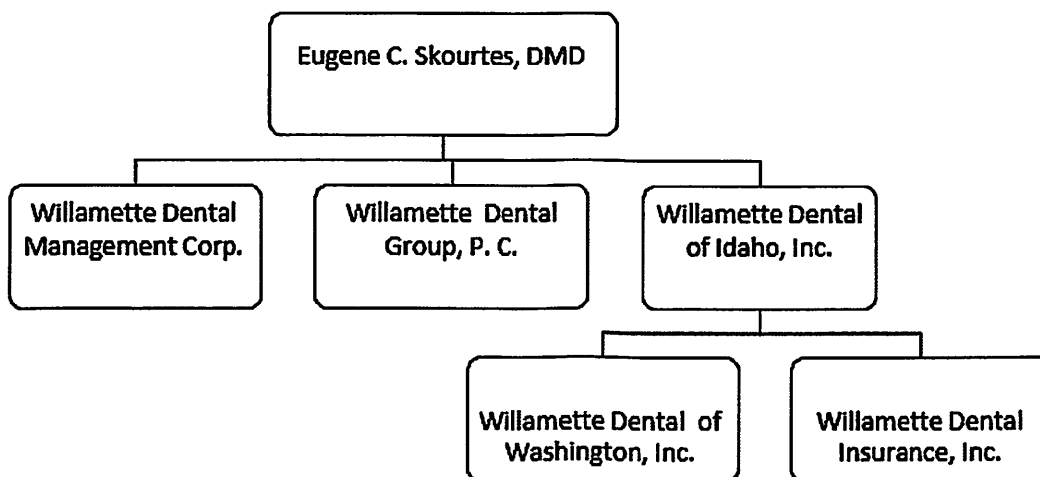 Eugene C. Skourtes, DMD
Willamette Dental
Management Corp.
Willamette Dental
Group, P. C.
Willamette Dental
of Idaho, Inc.
Willamette Dental of
Washington, Inc.
Willamette Dental
Insurance, Inc.